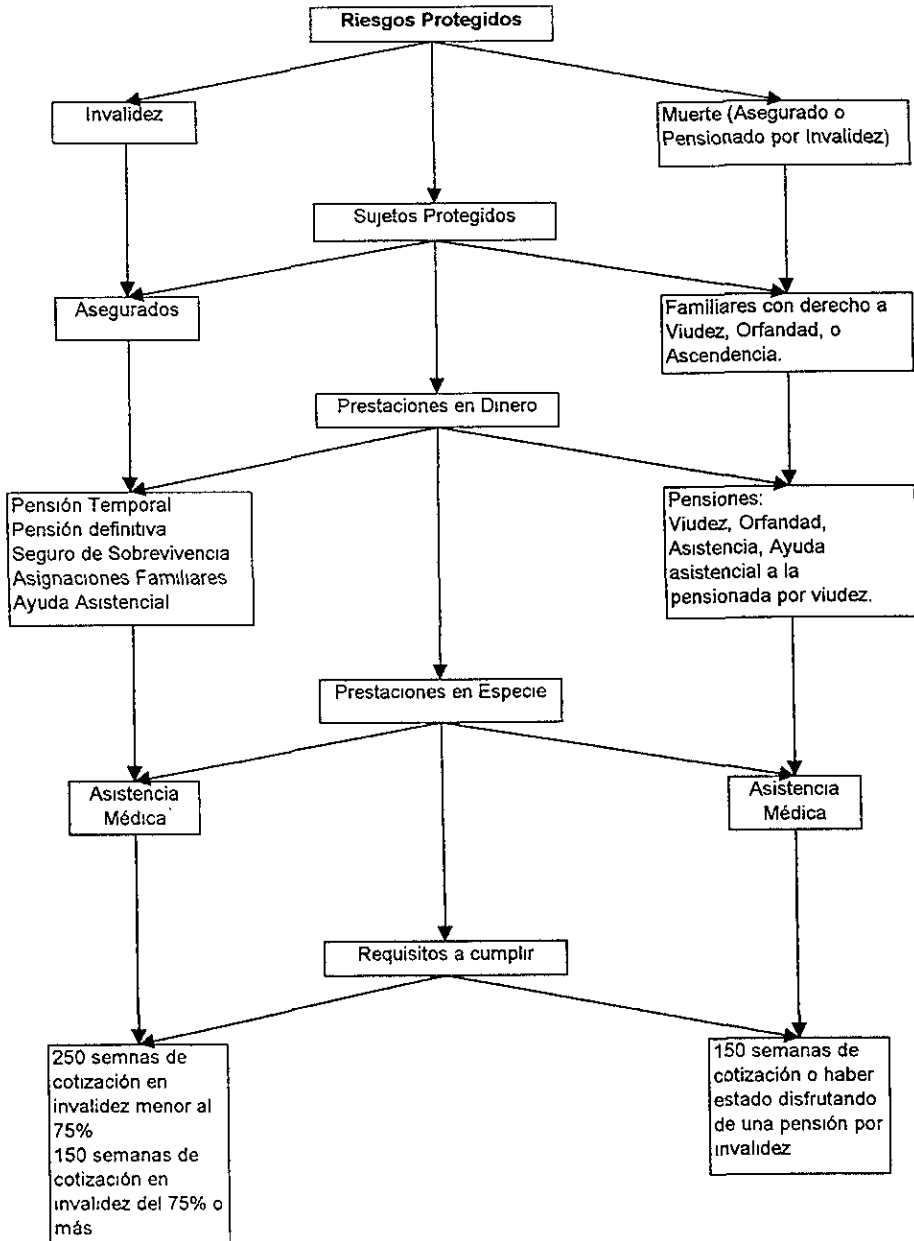 Riesgos Protegidos
Invalidez
Muerte (Asegurado o
Pensionado por Invalidez)
Sujetos Protegidos
Asegurados
Familiares con derecho a
Viudez, Orfandad, o
Ascendencia.
Prestaciones en Dinero
Pensión Temporal
Pensión definitiva
Seguro de Sobrevivencia
Asignaciones Familiares
Ayuda Asistencial
Pensiones:
Viudez, Orfandad,
Asistencia, Ayuda
asistencial a la
pensionada por viudez.
Prestaciones en Especie
Asistencia
Médica
Asistencia
Médica
Requisitos a cumplir
250 semnas de
cotización en
invalidez menor al
75%
150 semanas de
cotización en
invalidez del 75% o
más
150 semanas de
cotización o haber
estado disfrutando
de una pensión por
invalidez